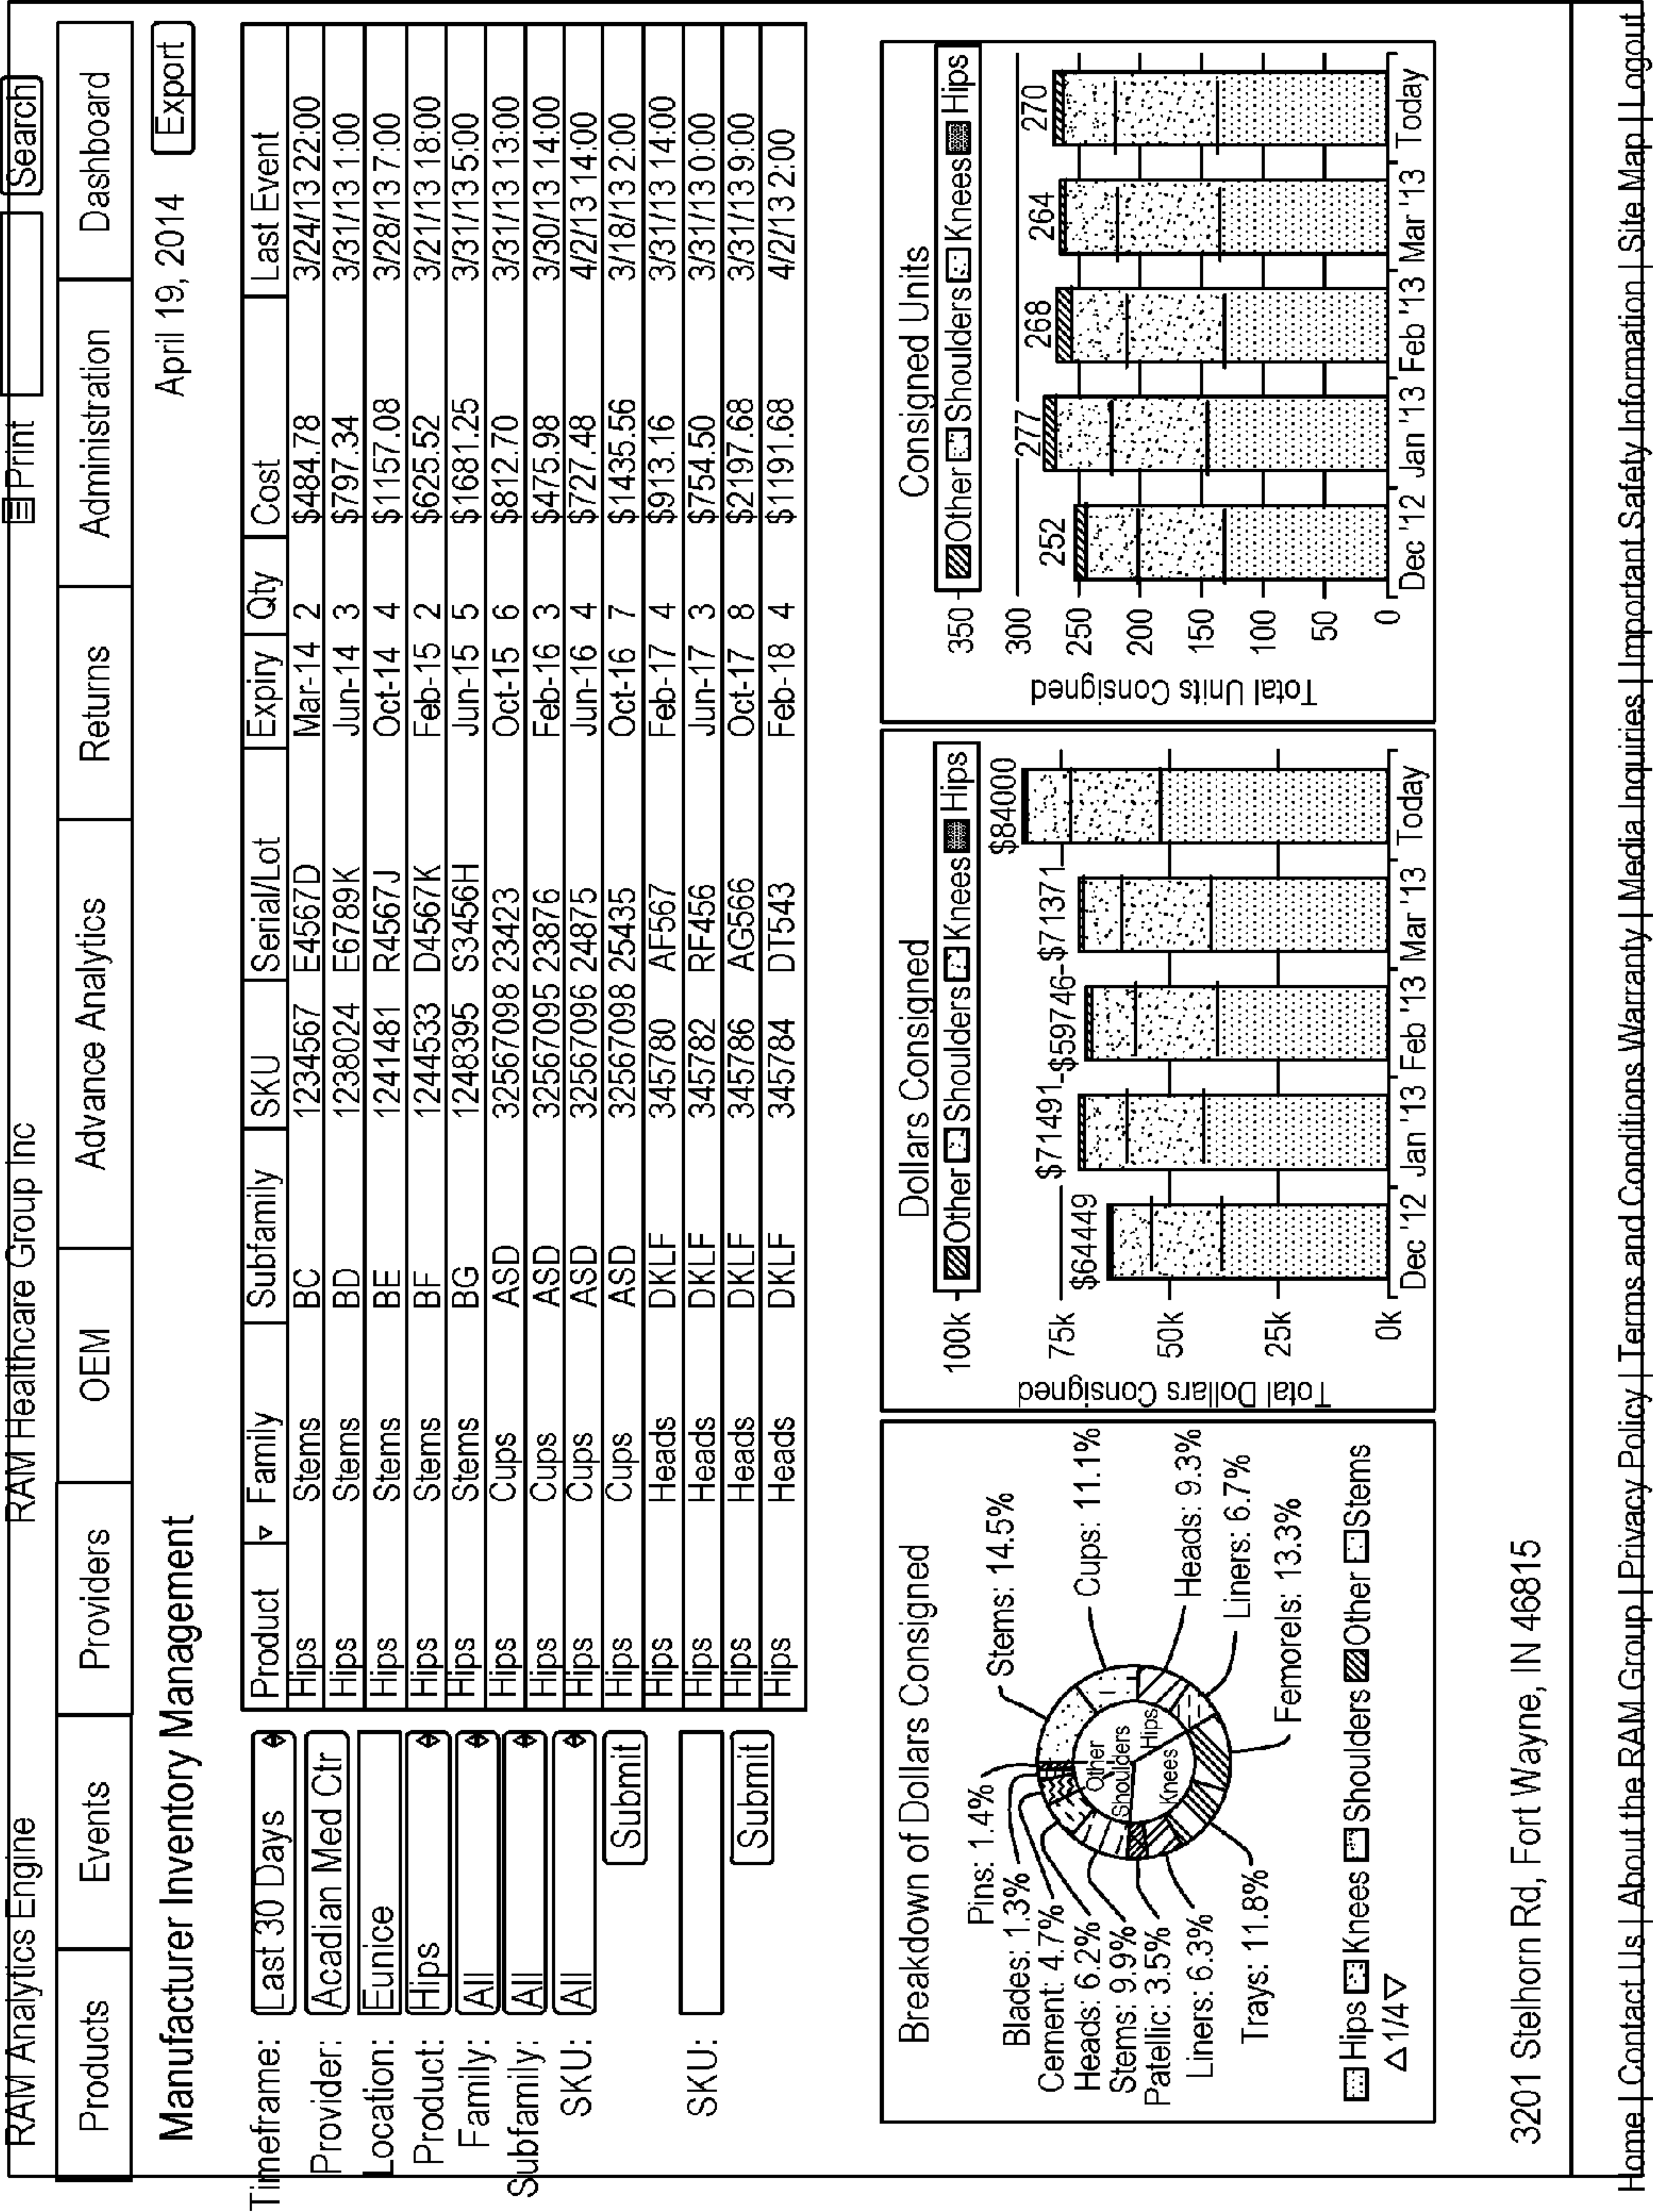 RAM Analytics Engine RAM Healthcare Group Inc Print Search
Products Events Providers OEM Advance Analytics Returns Administration Dashboard
Manufacturer Inventory Management April 19, 2014 Export
Timeframe: Last 30 Days
Provider: Acadian Med Ctr
Location: Eunice
Product: Hips
Family: All
Subfamily: All
SKU: All
Submit
SKU:
Submit
Product ▿ Family Subfamily SKU Serial/Lot Expiry Qty Cost Last Event
Hips Stems BC 1234567 E4567D Mar-14 2 $484.78 3/24/13 22:00
Hips Stems BD 1238024 E6789K Jun-14 3 $797.34 3/31/13 1:00
Hips Stems BE 1241481 R4567J Oct-14 4 $1157.08 3/28/13 7:00
Hips Stems BF 1244533 D4567K Feb-15 2 $625.52 3/21/13 18:00
Hips Stems BG 1248395 S3456H Jun-15 5 $1681.25 3/31/13 5:00
Hips Cups ASD 325667098 23423 Oct-15 6 $812.70 3/31/13 13:00
Hips Cups ASD 325667095 23876 Feb-16 3 $475.98 3/30/13 14:00
Hips Cups ASD 325667096 24875 Jun-16 4 $727.48 4/2/13 14:00
Hips Cups ASD 325667098 25435 Oct-16 7 $1435.56 3/18/13 2:00
Hips Heads DKLF 345780 AF567 Feb-17 4 $913.16 3/31/13 14:00
Hips Heads DKLF 345782 RF456 Jun-17 3 $754.50 3/31/13 0:00
Hips Heads DKLF 345786 AG566 Oct-17 8 $2197.68 3/31/13 9:00
Hips Heads DKLF 345784 DT543 Feb-18 4 $1191.68 4/2/13 2:00
Breakdown of Dollars Consigned
Pins: 1.4%
Blades: 1.3%
Cement: 4.7%
Heads: 6.2%
Stems: 9.9%
Patellic: 3.5%
Liners: 6.3%
Trays: 11.8%
Stems: 14.5%
Cups: 11.1%
Heads: 9.3%
Liners: 6.7%
Femorels: 13.3%
Other
Shoulders
Hips
Knees
Hips Knees Shoulders Other Stems
△1/4▽
Dollars Consigned
Other Shoulders Knees Hips
Total Dollars Consigned
100k
75k
50k
25k
0k
$64449 $71491 $59746 $71371 $84000
Dec '12 Jan '13 Feb '13 Mar '13 Today
Consigned Units
Other Shoulders Knees Hips
Total Units Consigned
350
300
250
200
150
100
50
0
252 277 268 264 270
Dec '12 Jan '13 Feb '13 Mar '13 Today
3201 Stelhorn Rd, Fort Wayne, IN 46815
Home | Contact Us | About the RAM Group | Privacy Policy | Terms and Conditions Warranty | Media Inquiries | Important Safety Information | Site Map | Logout